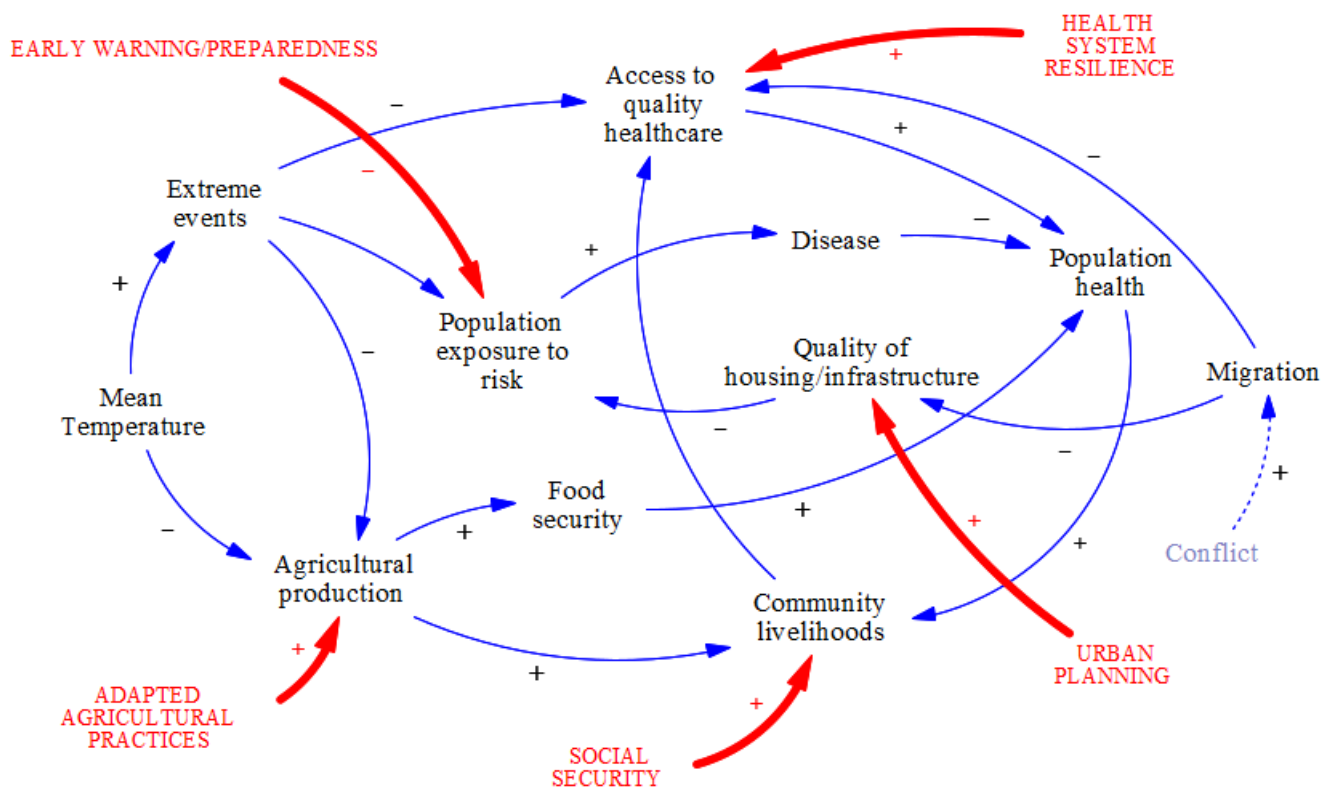 EARLY WARNING/PREPAREDNESS
HEALTH
SYSTEM
RESILIENCE
+
Access to
quality
healthcare
−
+
−
−
Extreme
events
+
−
Disease
Population
health
+
Population
exposure to
risk
−
Quality of
housing/infrastructure
Migration
Mean
Temperature
−
−
+
−
+
Food
security
+
+
+
Conflict
Agricultural
production
Community
livelihoods
+
+
+
URBAN
PLANNING
ADAPTED
AGRICULTURAL
PRACTICES
SOCIAL
SECURITY